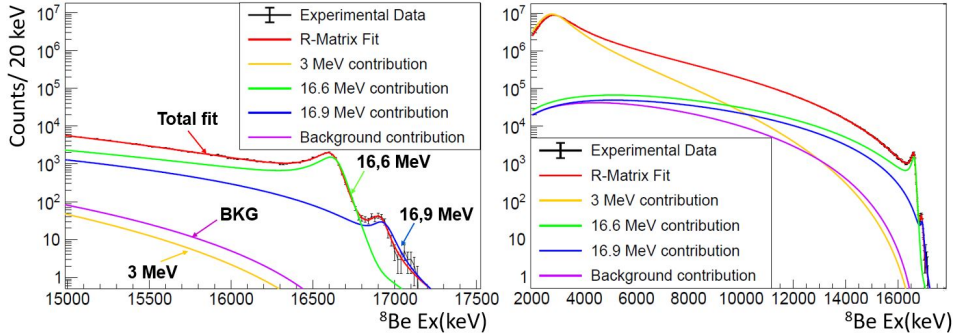 Counts/ 20 keV
10⁷
10⁶
10⁵
10⁴
10³
10²
10
1
Experimental Data
R-Matrix Fit
3 MeV contribution
16.6 MeV contribution
16.9 MeV contribution
Background contribution
Total fit
16,6 MeV
BKG
16,9 MeV
3 MeV
15000 15500 16000 16500 17000 17500
⁸Be Ex(keV)
10⁷
10⁶
10⁵
10⁴
10³
10²
10
1
Experimental Data
R-Matrix Fit
3 MeV contribution
16.6 MeV contribution
16.9 MeV contribution
Background contribution
2000 4000 6000 8000 10000 12000 14000 16000
⁸Be Ex(keV)